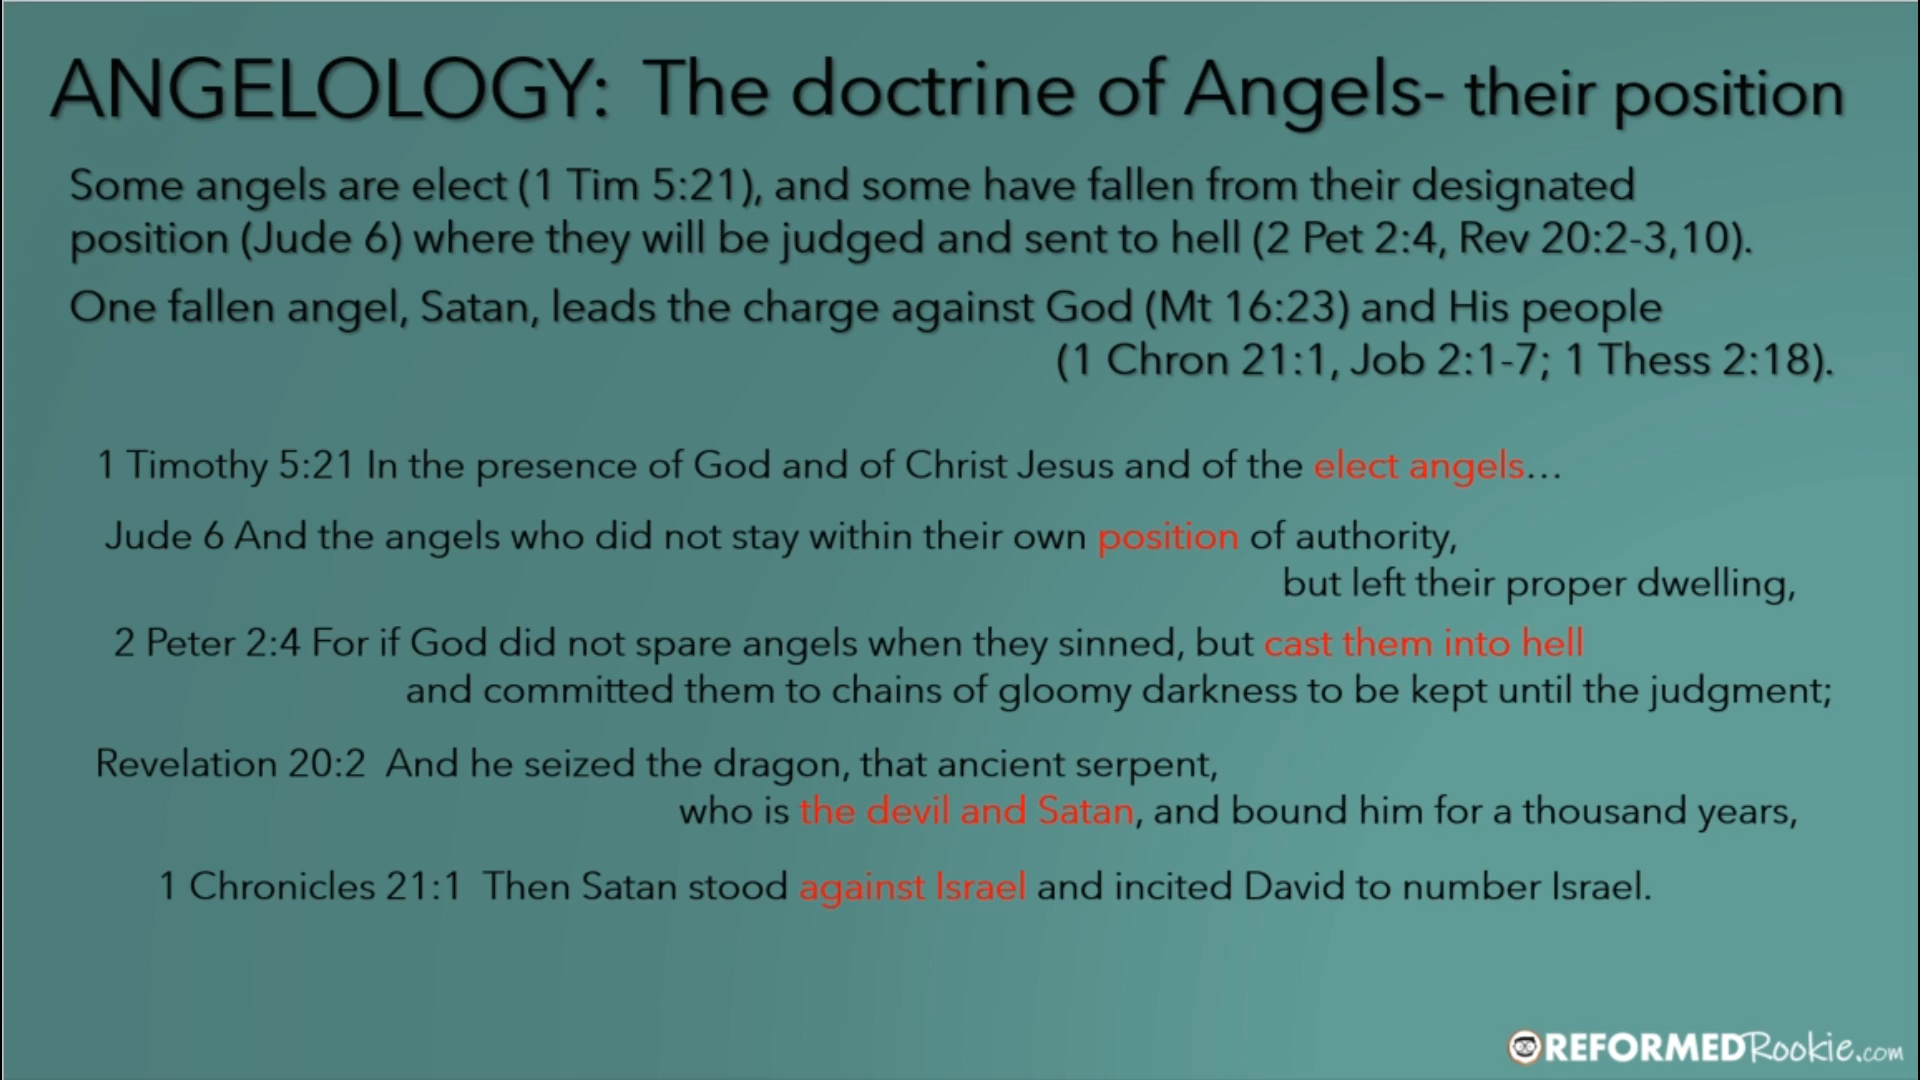 ANGELOLOGY: The doctrine of Angels- their position
Some angels are elect (1 Tim 5:21), and some have fallen from their designated
position (Jude 6) where they will be judged and sent to hell (2 Pet 2:4, Rev 20:2-3,10).
One fallen angel, Satan, leads the charge against God (Mt 16:23) and His people
(1 Chron 21:1, Job 2:1-7; 1 Thess 2:18).
1 Timothy 5:21 In the presence of God and of Christ Jesus and of the elect angels…
Jude 6 And the angels who did not stay within their own position of authority,
but left their proper dwelling,
2 Peter 2:4 For if God did not spare angels when they sinned, but cast them into hell
and committed them to chains of gloomy darkness to be kept until the judgment;
Revelation 20:2 And he seized the dragon, that ancient serpent,
who is the devil and Satan, and bound him for a thousand years,
1 Chronicles 21:1 Then Satan stood against Israel and incited David to number Israel.
REFORMEDRookie.com